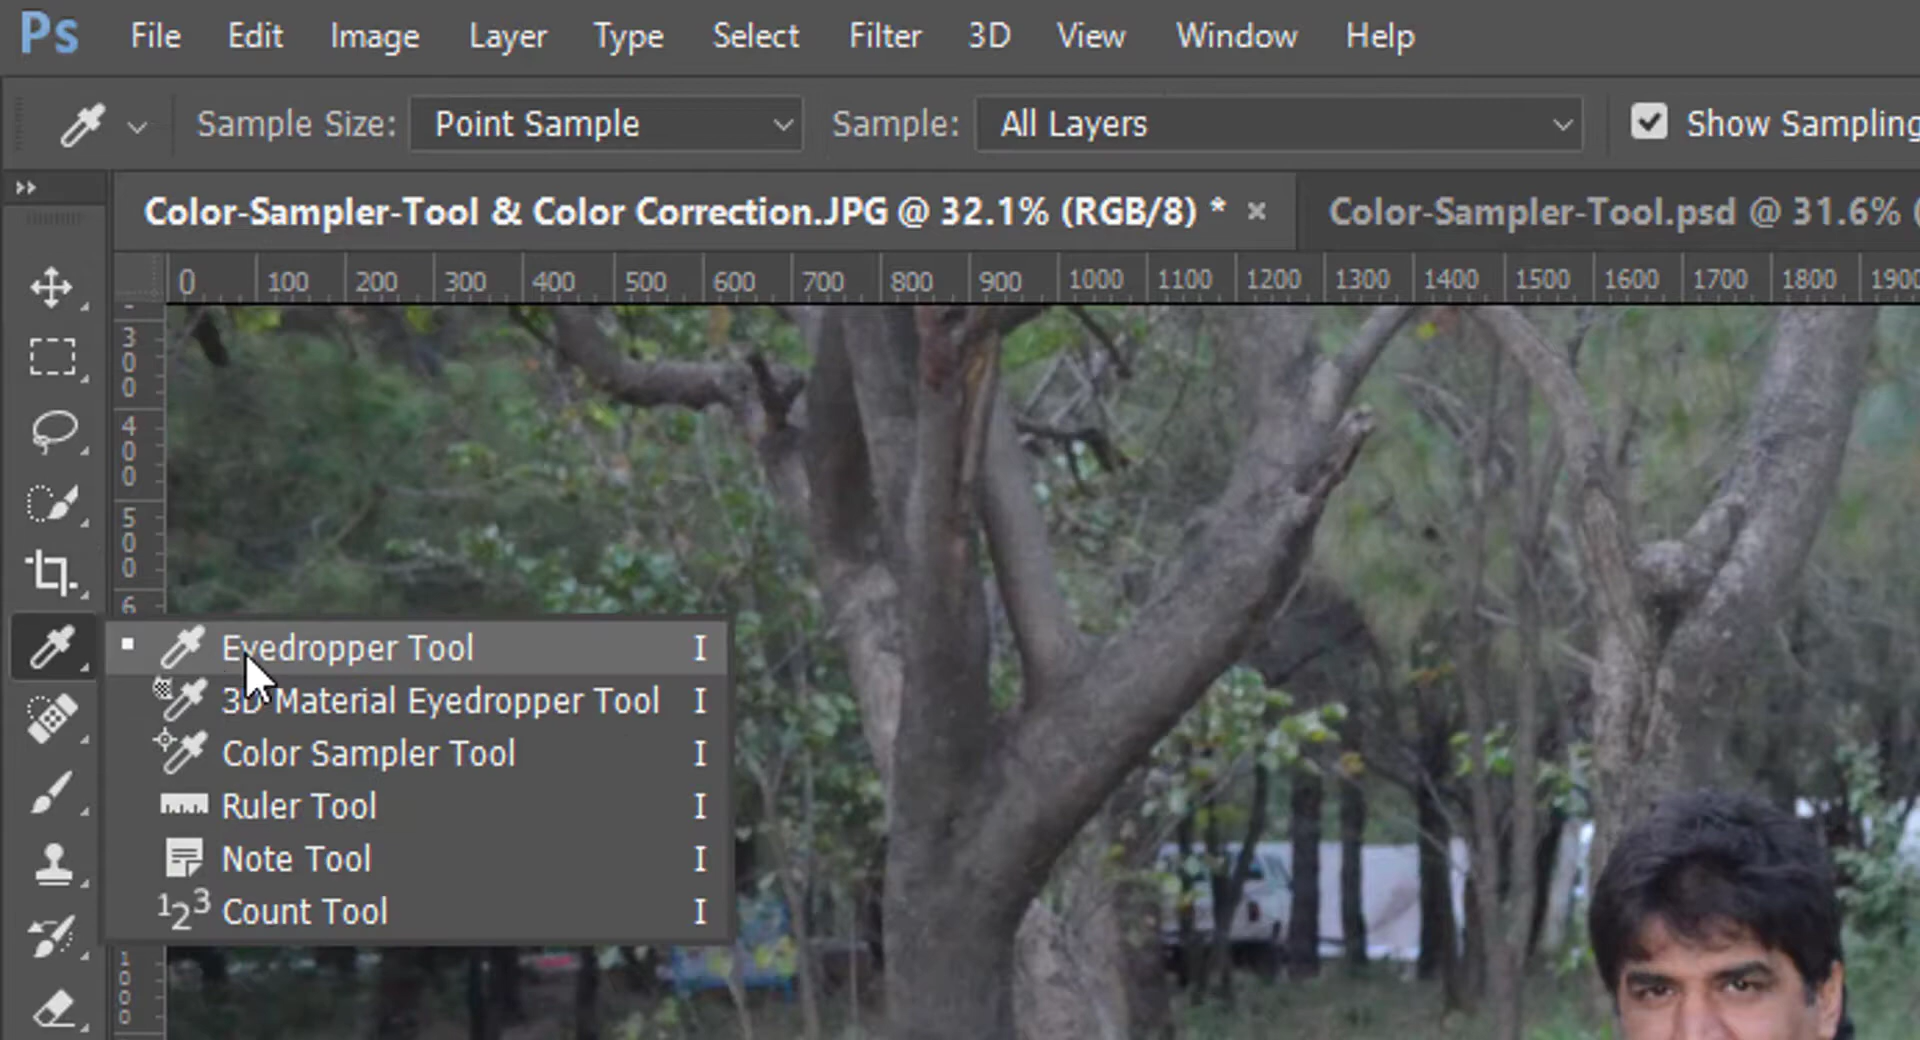 Ps File Edit Image Layer Type Select Filter 3D View Window Help
Sample Size: Point Sample Sample: All Layers Show Sampling
Color-Sampler-Tool & Color Correction.JPG @ 32.1% (RGB/8) * × Color-Sampler-Tool.psd @ 31.6% (
0 100 200 300 400 500 600 700 800 900 1000 1100 1200 1300 1400 1500 1600 1700 1800 1900
300
400
500
6
Eyedropper Tool I
3D Material Eyedropper Tool I
Color Sampler Tool I
Ruler Tool I
Note Tool I
123 Count Tool I
1000